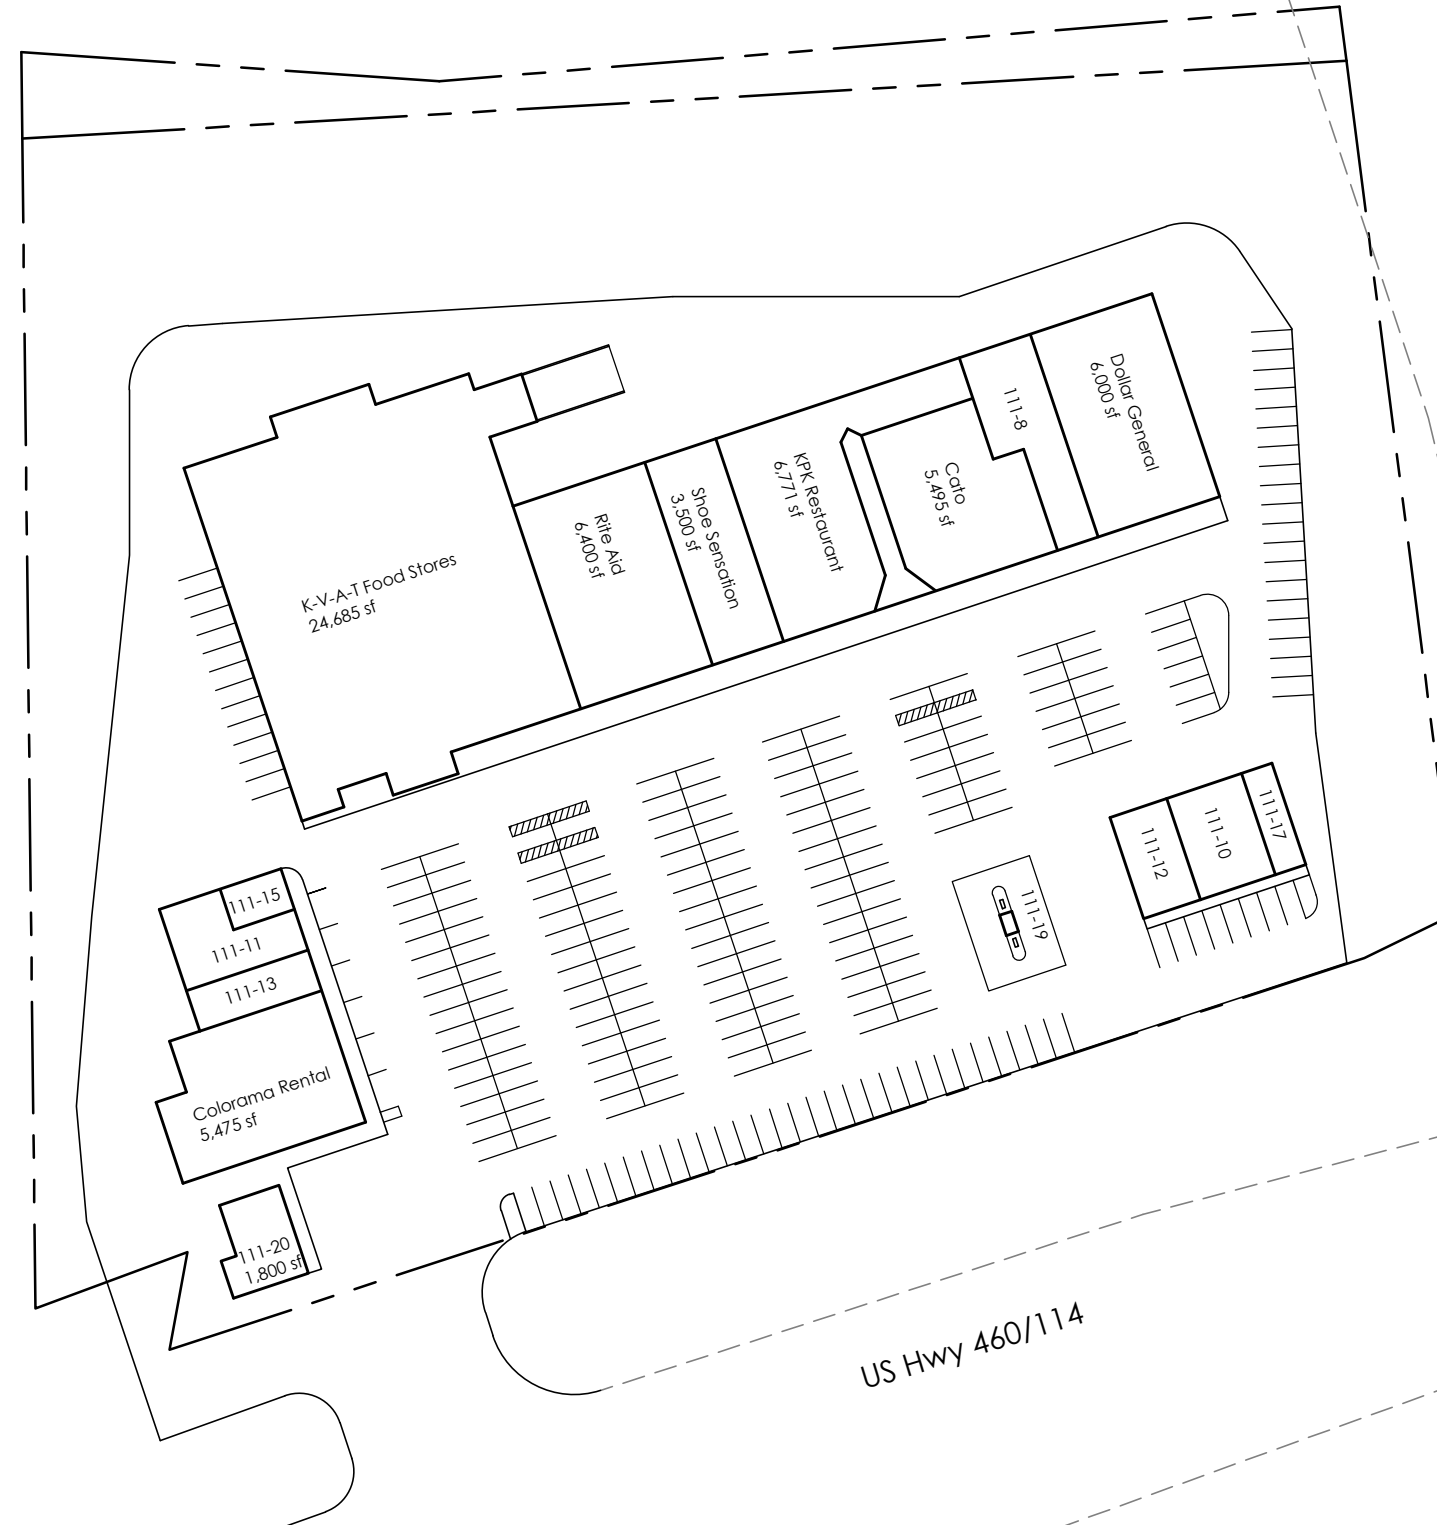 Dollar General
6,000 sf
111-8
Cato
5,495 sf
KPK Restaurant
6,771 sf
Shoe Sensation
3,500 sf
Rite Aid
6,400 sf
K-V-A-T Food Stores
24,685 sf
111-17
111-10
111-12
111-19
111-15
111-11
111-13
Colorama Rental
5,475 sf
111-20
1,800 sf
US Hwy 460/114